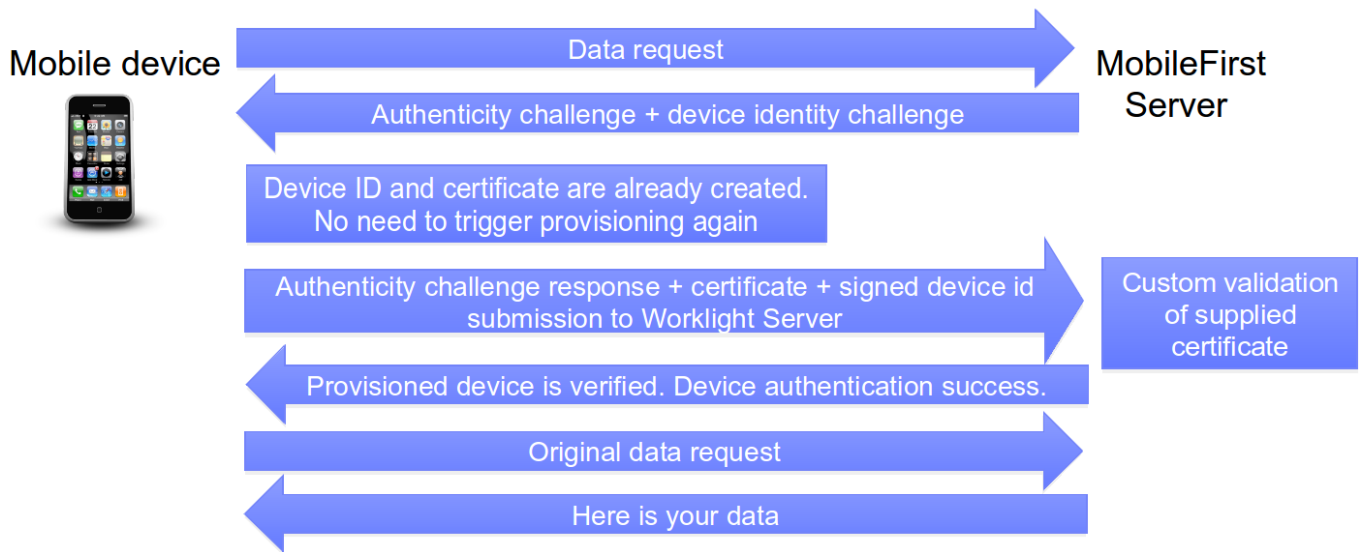 Data request
Mobile device
MobileFirst
Server
Authenticity challenge + device identity challenge
Device ID and certificate are already created.
No need to trigger provisioning again
Authenticity challenge response + certificate + signed device id
submission to Worklight Server
Custom validation
of supplied
certificate
Provisioned device is verified. Device authentication success.
Original data request
Here is your data